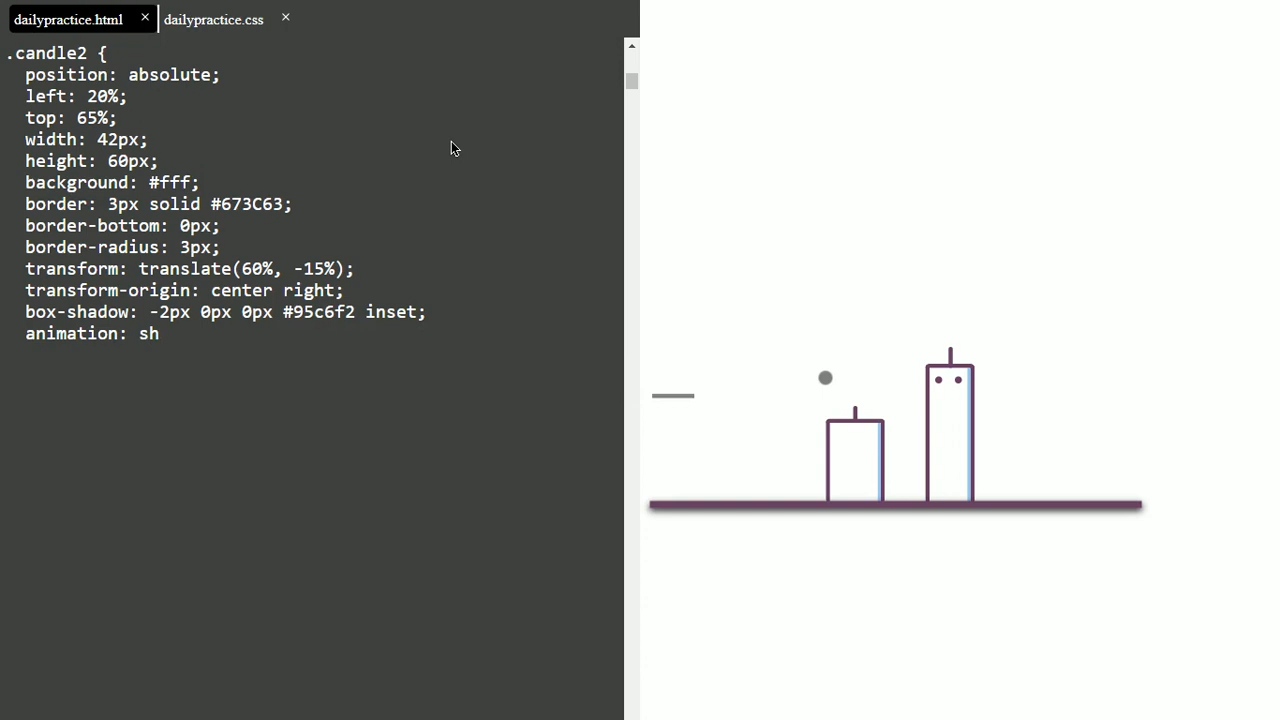 dailypractice.html × dailypractice.css ×
.candle2 {
position: absolute;
left: 20%;
top: 65%;
width: 42px;
height: 60px;
background: #fff;
border: 3px solid #673C63;
border-bottom: 0px;
border-radius: 3px;
transform: translate(60%, -15%);
transform-origin: center right;
box-shadow: -2px 0px 0px #95c6f2 inset;
animation: sh